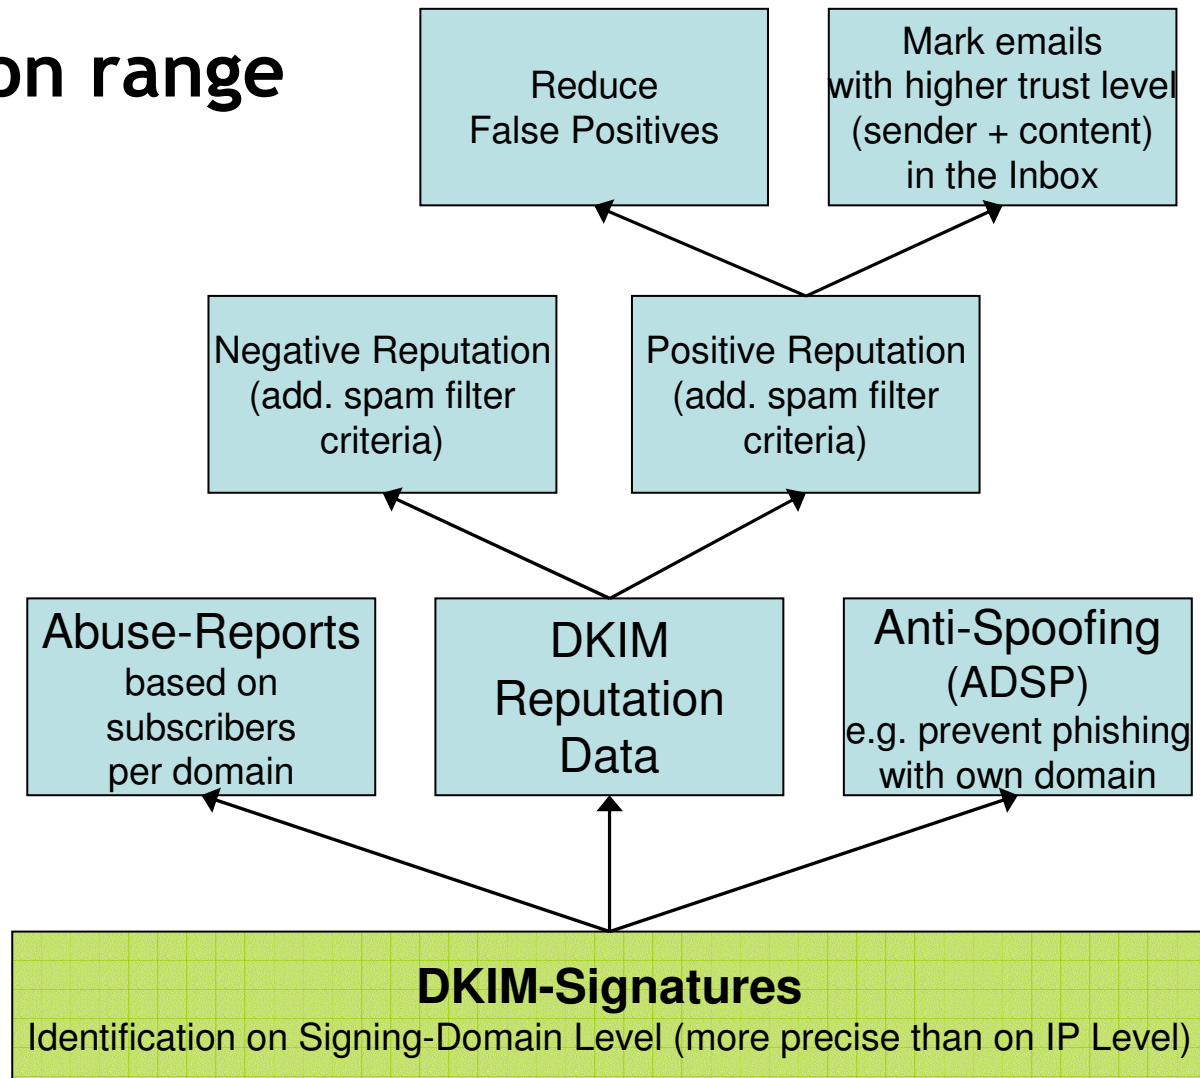 on range
Reduce
False Positives
Mark emails
with higher trust level
(sender + content)
in the Inbox
Negative Reputation
(add. spam filter
criteria)
Positive Reputation
(add. spam filter
criteria)
Abuse-Reports
based on
subscribers
per domain
DKIM
Reputation
Data
Anti-Spoofing
(ADSP)
e.g. prevent phishing
with own domain
DKIM-Signatures
Identification on Signing-Domain Level (more precise than on IP Level)